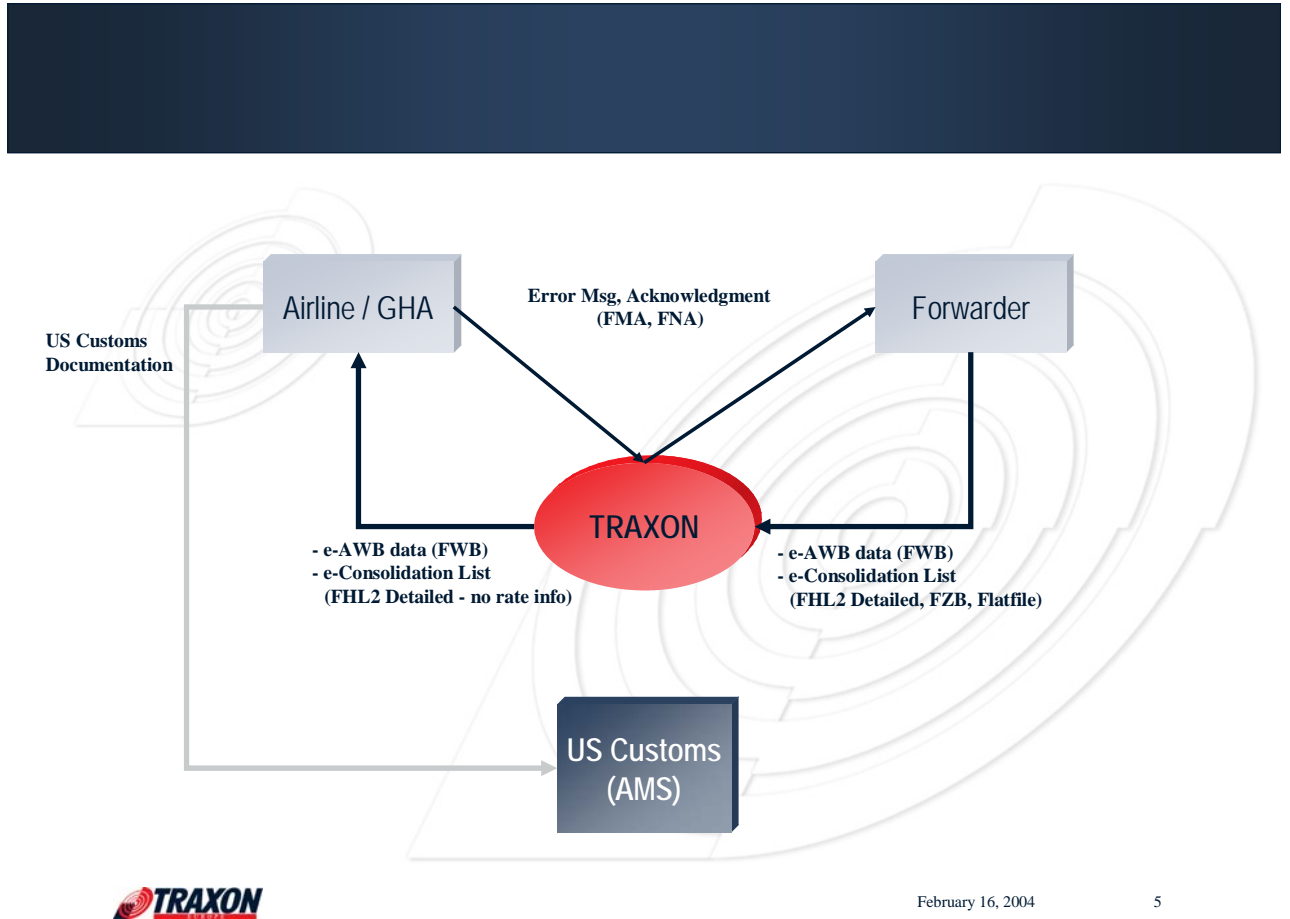 Airline / GHA
Error Msg, Acknowledgment
(FMA, FNA)
Forwarder
US Customs
Documentation
TRAXON
- e-AWB data (FWB)
- e-Consolidation List
(FHL2 Detailed - no rate info)
- e-AWB data (FWB)
- e-Consolidation List
(FHL2 Detailed, FZB, Flatfile)
US Customs
(AMS)
TRAXON
EUROPE
February 16, 2004
5